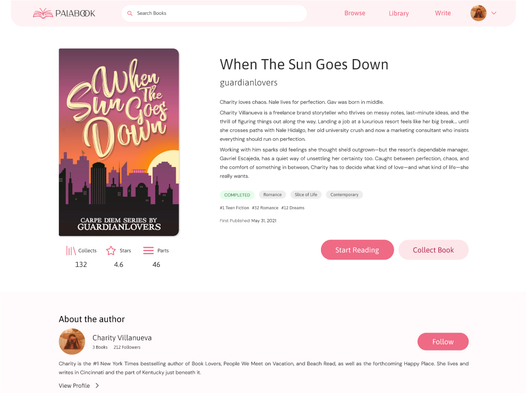 PALABOOK
Search Books
Browse
Library
Write
When The Sun Goes Down
guardianlovers
When
The
Sun
Goes
Down
CARPE DIEM SERIES BY
GUARDIANLOVERS
Charity loves chaos. Nale lives for perfection. Gav was born in middle.
Charity Villanueva is a freelance brand storyteller who thrives on messy notes, last-minute ideas, and the
thrill of figuring things out along the way. Landing a job at a luxurious resort feels like her big break... until
she crosses paths with Nale Hidalgo, her old university crush and now a marketing consultant who insists
everything should run on perfection.
Working with him sparks old feelings she thought she'd outgrown—but the resort's dependable manager,
Gavriel Escajeda, has a quiet way of unsettling her certainty too. Caught between perfection, chaos, and
the comfort of something in between, Charity has to decide what kind of love—and what kind of life—she
really wants.
COMPLETED
Romance
Slice of Life
Contemporary
#1 Teen Fiction #32 Romance #12 Dreams
First Published: May 31, 2021
Collects
Stars
Parts
132
4.6
46
Start Reading
Collect Book
About the author
Charity Villanueva
3 Books 212 Followers
Follow
Charity is the #1 New York Times bestselling author of Book Lovers, People We Meet on Vacation, and Beach Read, as well as the forthcoming Happy Place. She lives and
writes in Cincinnati and the part of Kentucky just beneath it.
View Profile